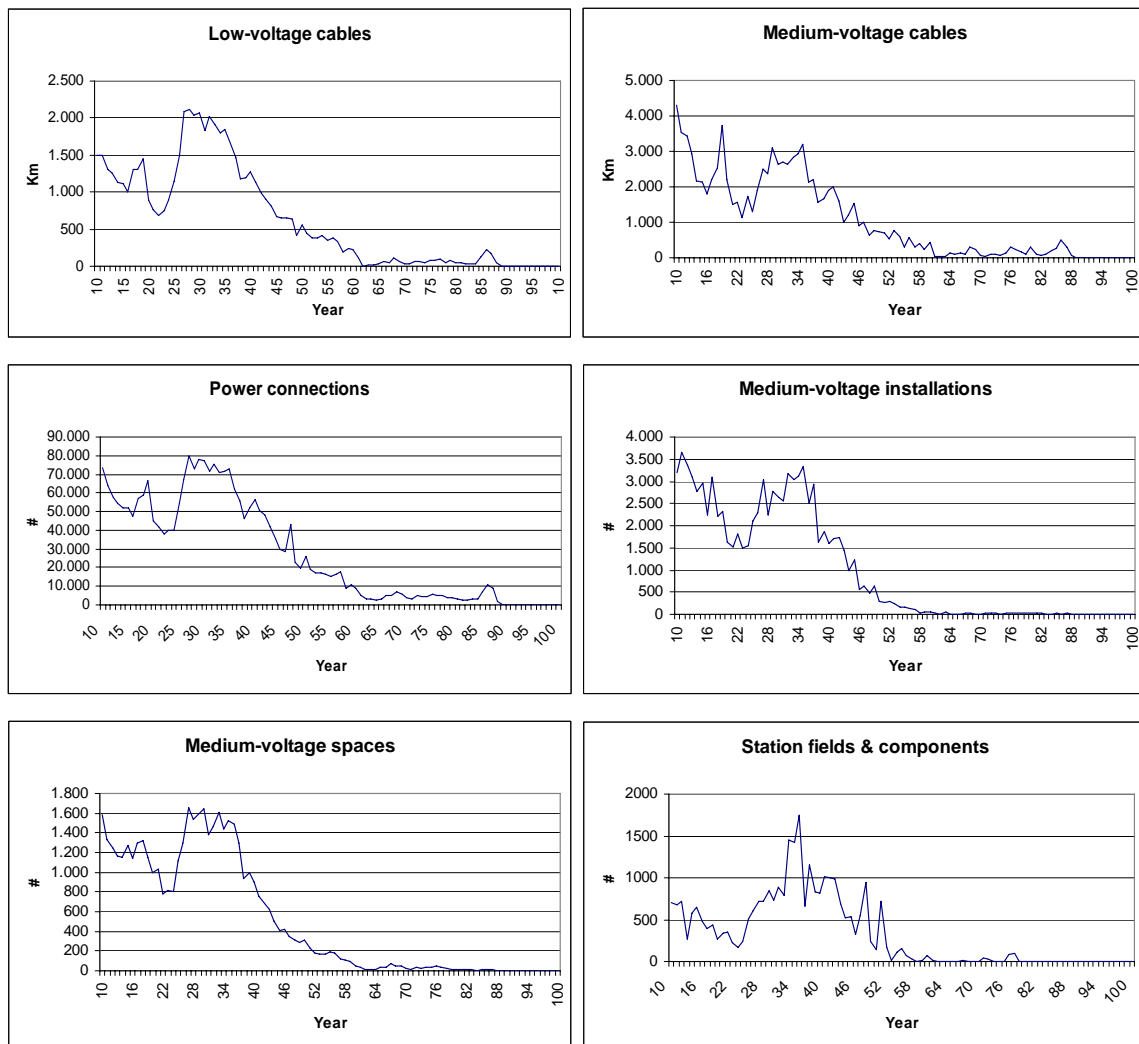 Low-voltage cables
2.500
2.000
1.500
1.000
500
0
Km
10 15 20 25 30 35 40 45 50 55 60 65 70 75 80 85 90 95 10
Year
Medium-voltage cables
5.000
4.000
3.000
2.000
1.000
0
Km
10 16 22 28 34 40 46 52 58 64 70 76 82 88 94 100
Year
Power connections
90.000
80.000
70.000
60.000
50.000
40.000
30.000
20.000
10.000
0
#
10 15 20 25 30 35 40 45 50 55 60 65 70 75 80 85 90 95 100
Year
Medium-voltage installations
4.000
3.500
3.000
2.500
2.000
1.500
1.000
500
0
#
10 16 22 28 34 40 46 52 58 64 70 76 82 88 94 100
Year
Medium-voltage spaces
1.800
1.600
1.400
1.200
1.000
800
600
400
200
0
#
10 16 22 28 34 40 46 52 58 64 70 76 82 88 94 100
Year
Station fields & components
2000
1500
1000
500
0
#
10 16 22 28 34 40 46 52 58 64 70 76 82 88 94 100
Year